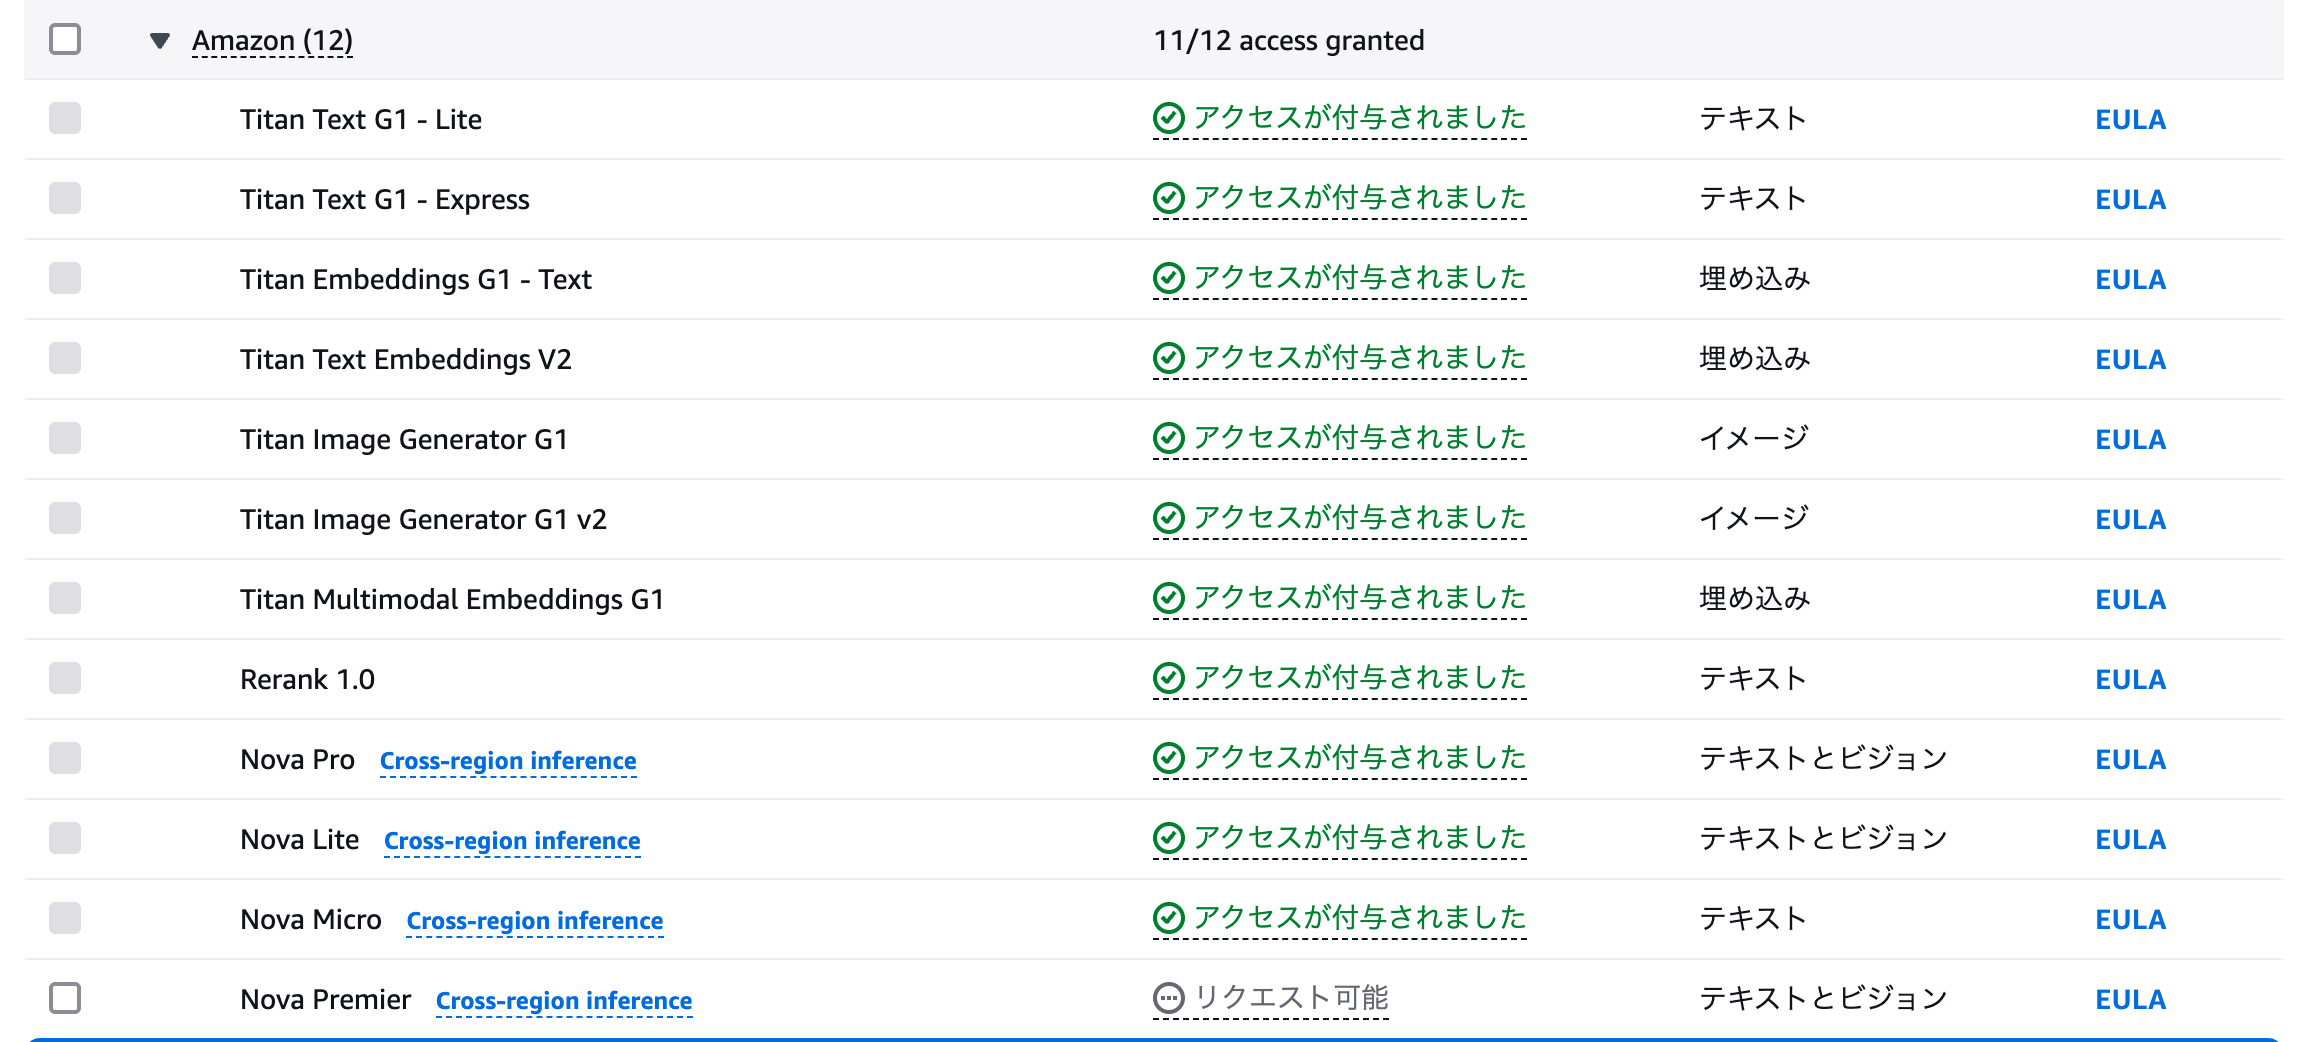 Amazon (12) 11/12 access granted
Titan Text G1 - Lite アクセスが付与されました テキスト EULA
Titan Text G1 - Express アクセスが付与されました テキスト EULA
Titan Embeddings G1 - Text アクセスが付与されました 埋め込み EULA
Titan Text Embeddings V2 アクセスが付与されました 埋め込み EULA
Titan Image Generator G1 アクセスが付与されました イメージ EULA
Titan Image Generator G1 v2 アクセスが付与されました イメージ EULA
Titan Multimodal Embeddings G1 アクセスが付与されました 埋め込み EULA
Rerank 1.0 アクセスが付与されました テキスト EULA
Nova Pro Cross-region inference アクセスが付与されました テキストとビジョン EULA
Nova Lite Cross-region inference アクセスが付与されました テキストとビジョン EULA
Nova Micro Cross-region inference アクセスが付与されました テキスト EULA
Nova Premier Cross-region inference リクエスト可能 テキストとビジョン EULA